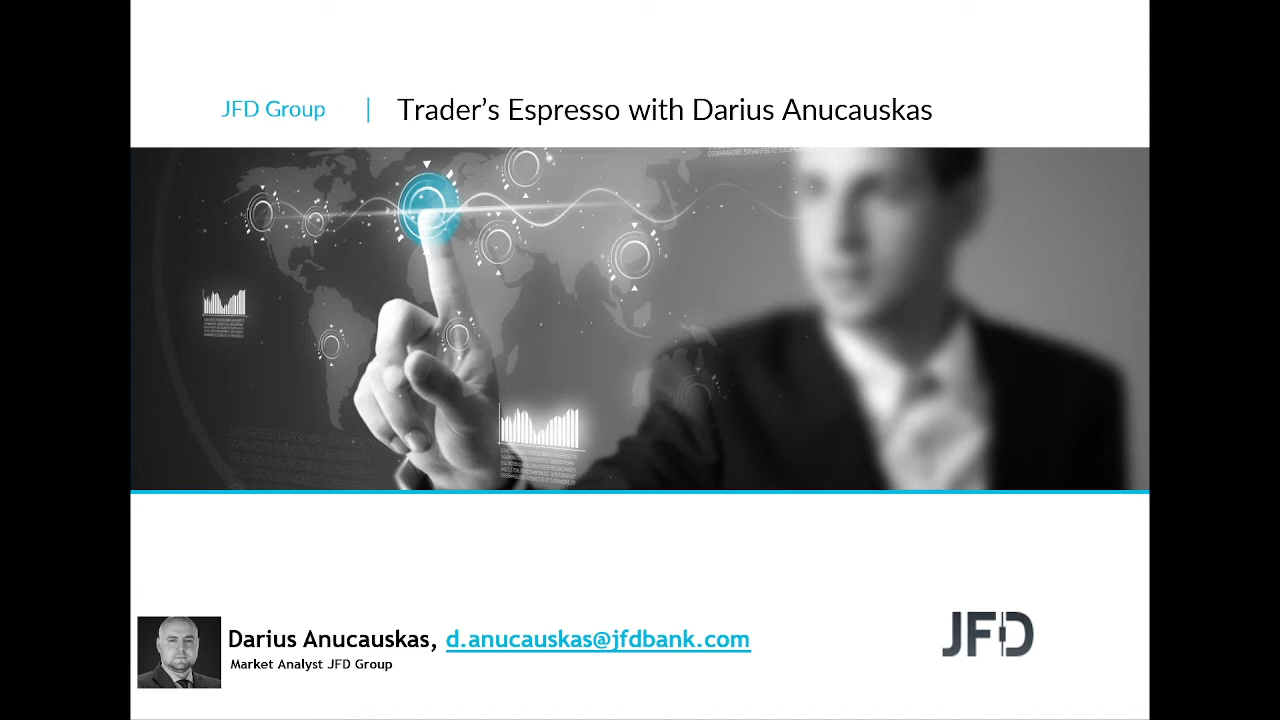 JFD Group | Trader's Espresso with Darius Anucauskas
Darius Anucauskas, d.anucauskas@jfdbank.com
Market Analyst JFD Group
JFD